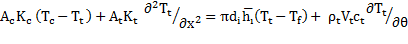 A_c K_c (T_c − T_t) + A_t K_t ∂²T_t/∂x² = πd_i h̄_i(T_t − T_f) + ρ_t V_t c_t ∂T_t/∂θ